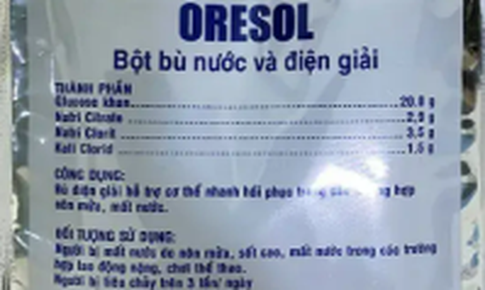 ORESOL
Bột bù nước và điện giải
THÀNH PHẦN
Glucose khan 20,0 g
Natri Citrate 2,9 g
Natri Clorit 3,5 g
Kali Clorid 1,5 g
CÔNG DỤNG:
Bù điện giải hỗ trợ cơ thể nhanh hồi phục trong các hợp
nôn mửa, mất nước.
ĐỐI TƯỢNG SỬ DỤNG:
Người bị mất nước do nôn mửa, sốt cao, mất nước trong các trường
hợp lao động nặng, chơi thể thao.
Người bị tiêu chảy trên 3 lần/ ngày